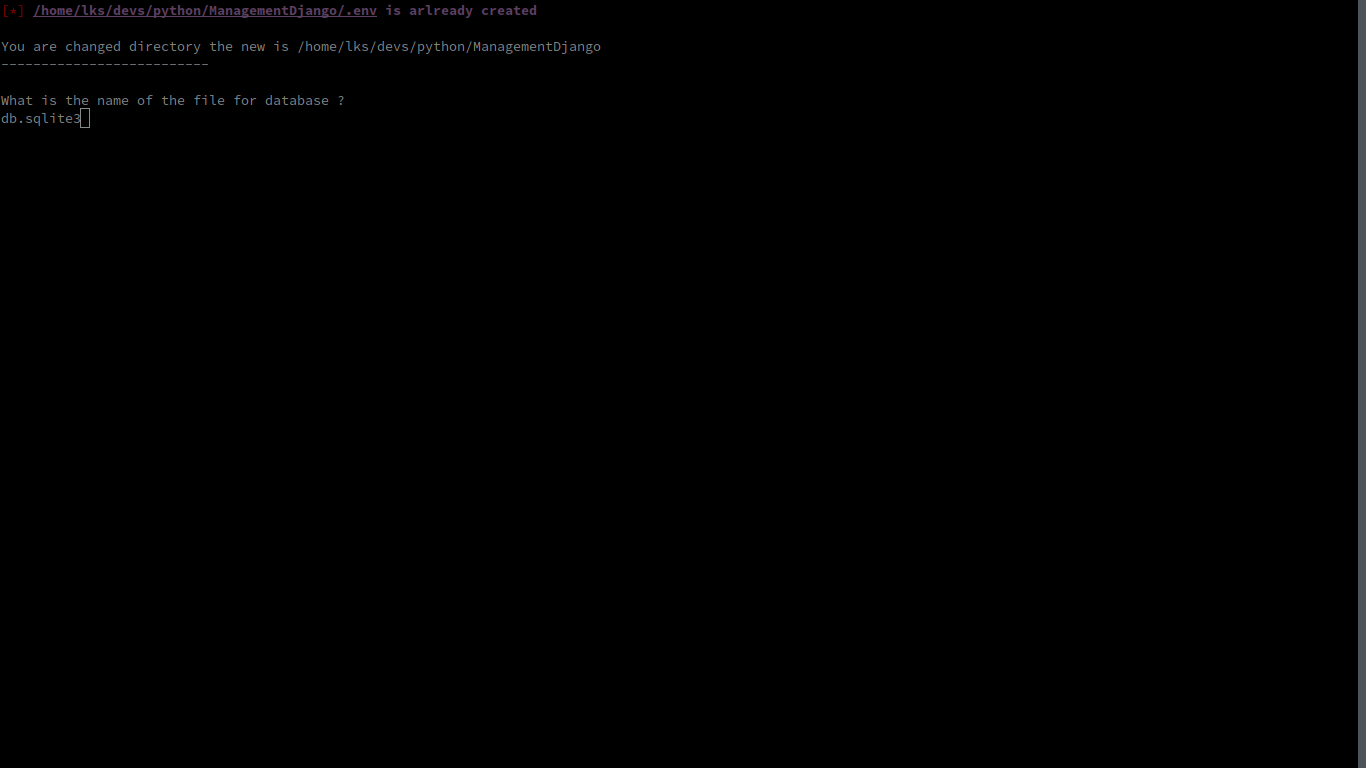 [*] /home/lks/devs/python/ManagementDjango/.env is arlready created
You are changed directory the new is /home/lks/devs/python/ManagementDjango
--------------------------
What is the name of the file for database ?
db.sqlite3